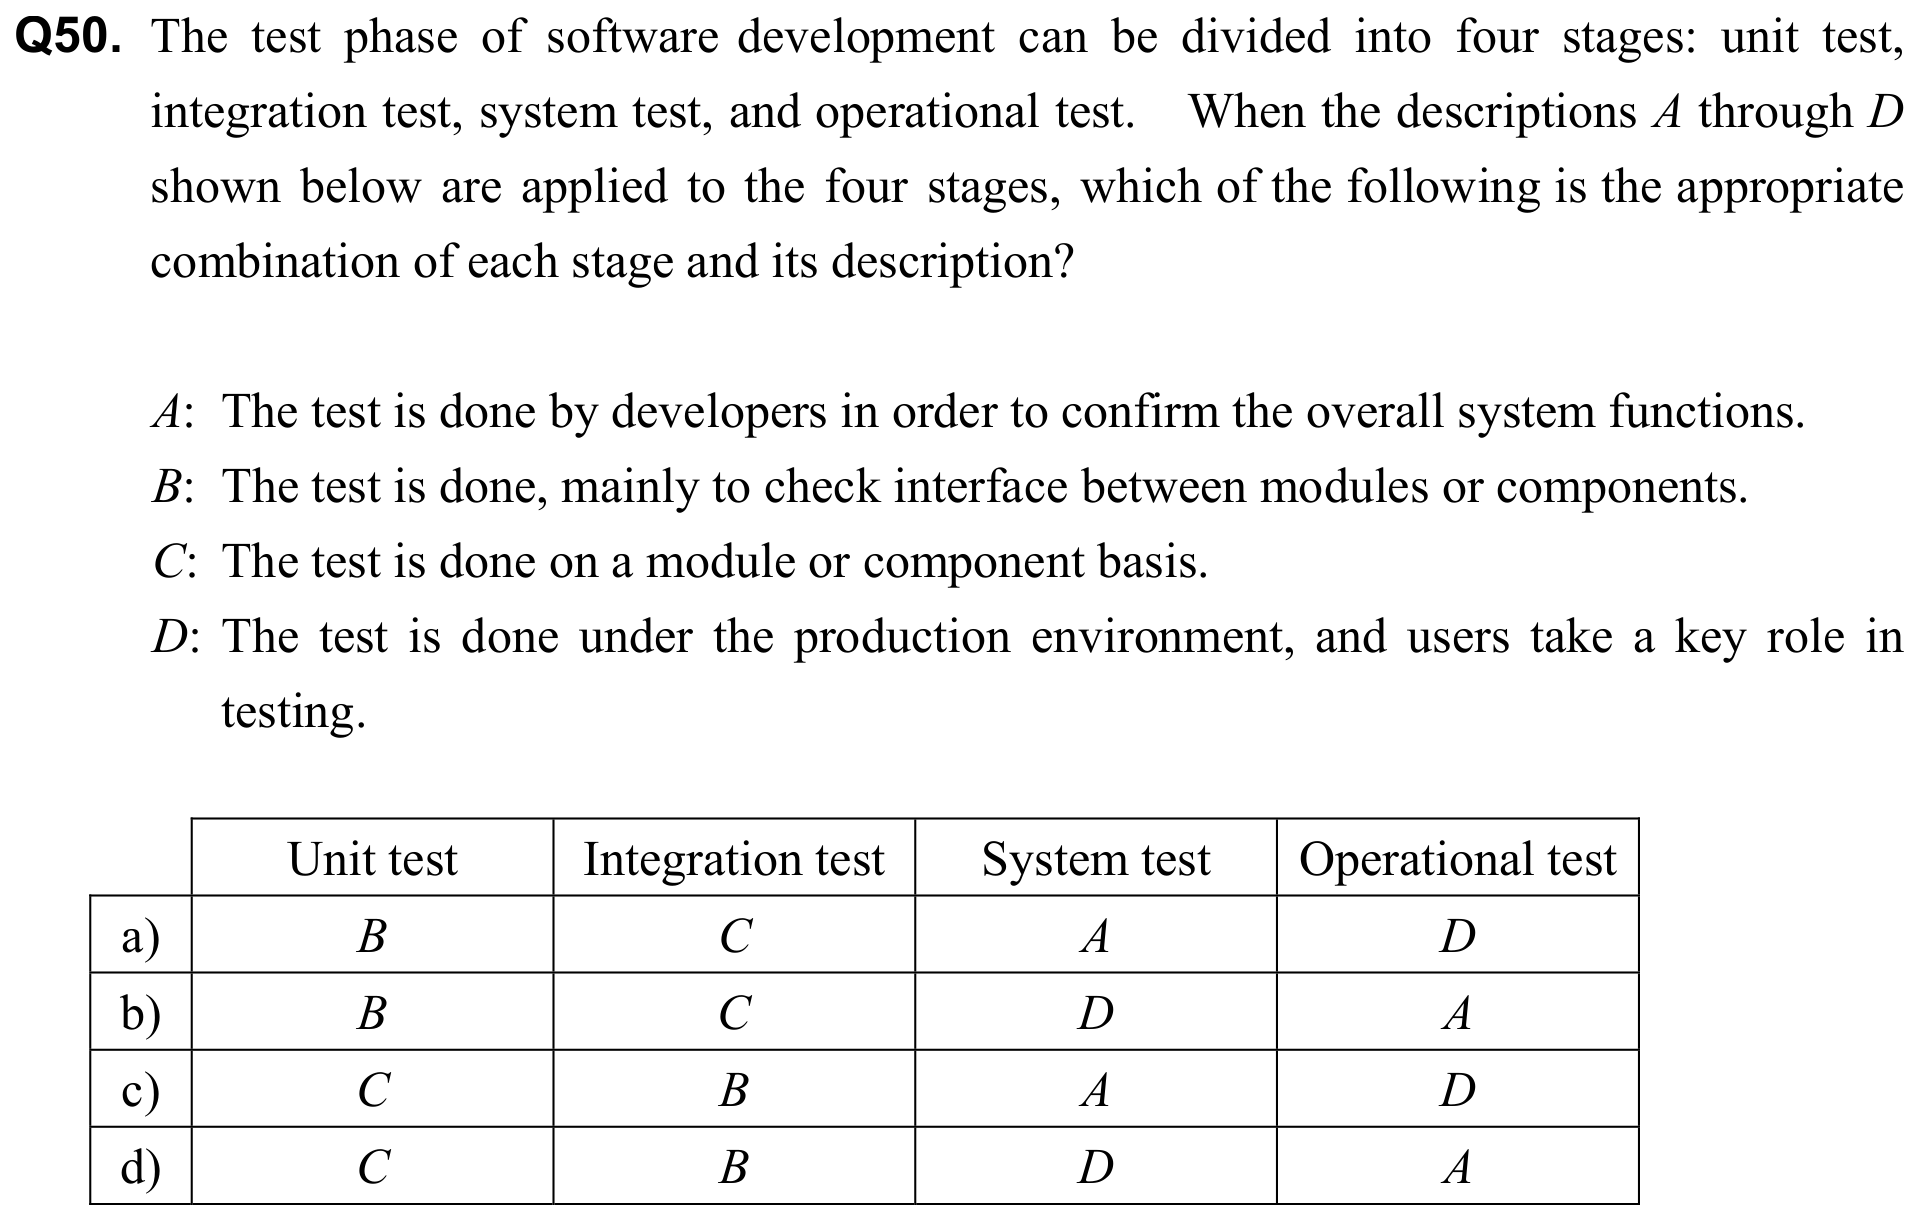 Q50. The test phase of software development can be divided into four stages: unit test,
integration test, system test, and operational test. When the descriptions A through D
shown below are applied to the four stages, which of the following is the appropriate
combination of each stage and its description?
A: The test is done by developers in order to confirm the overall system functions.
B: The test is done, mainly to check interface between modules or components.
C: The test is done on a module or component basis.
D: The test is done under the production environment, and users take a key role in
testing.
Unit test Integration test System test Operational test
a) B C A D
b) B C D A
c) C B A D
d) C B D A